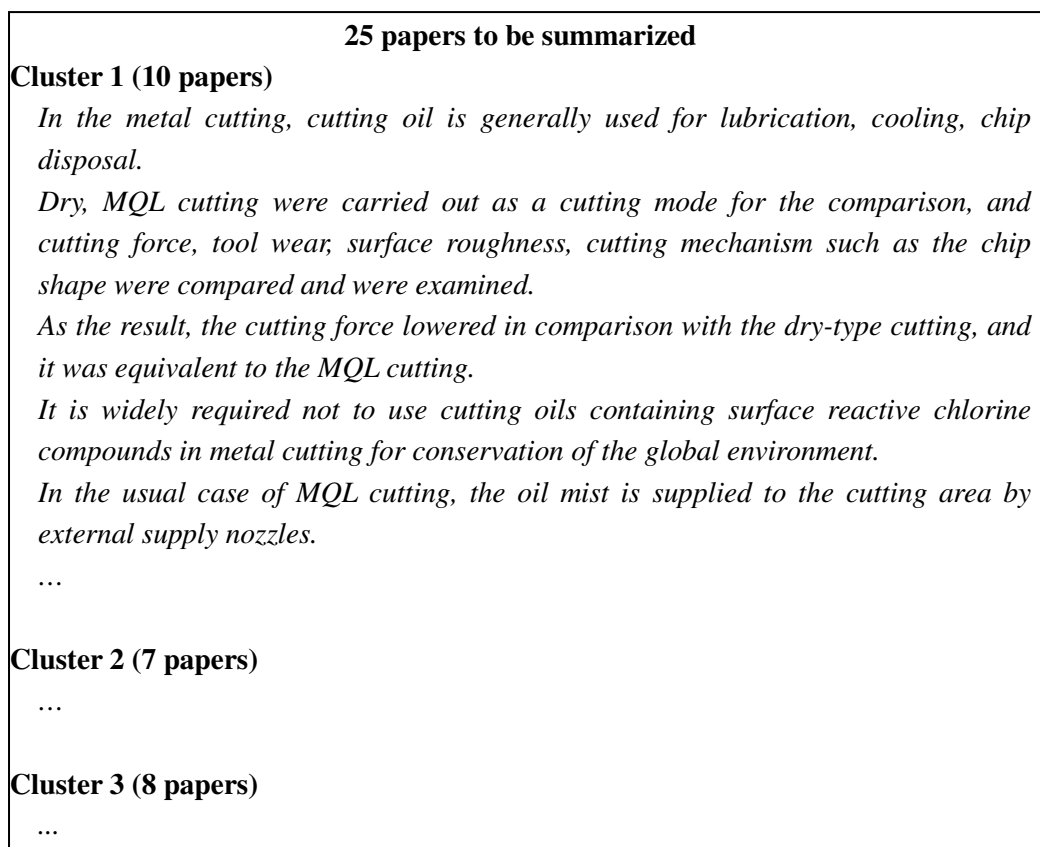 25 papers to be summarized
Cluster 1 (10 papers)
In the metal cutting, cutting oil is generally used for lubrication, cooling, chip
disposal.
Dry, MQL cutting were carried out as a cutting mode for the comparison, and
cutting force, tool wear, surface roughness, cutting mechanism such as the chip
shape were compared and were examined.
As the result, the cutting force lowered in comparison with the dry-type cutting, and
it was equivalent to the MQL cutting.
It is widely required not to use cutting oils containing surface reactive chlorine
compounds in metal cutting for conservation of the global environment.
In the usual case of MQL cutting, the oil mist is supplied to the cutting area by
external supply nozzles.
…
Cluster 2 (7 papers)
…
Cluster 3 (8 papers)
...